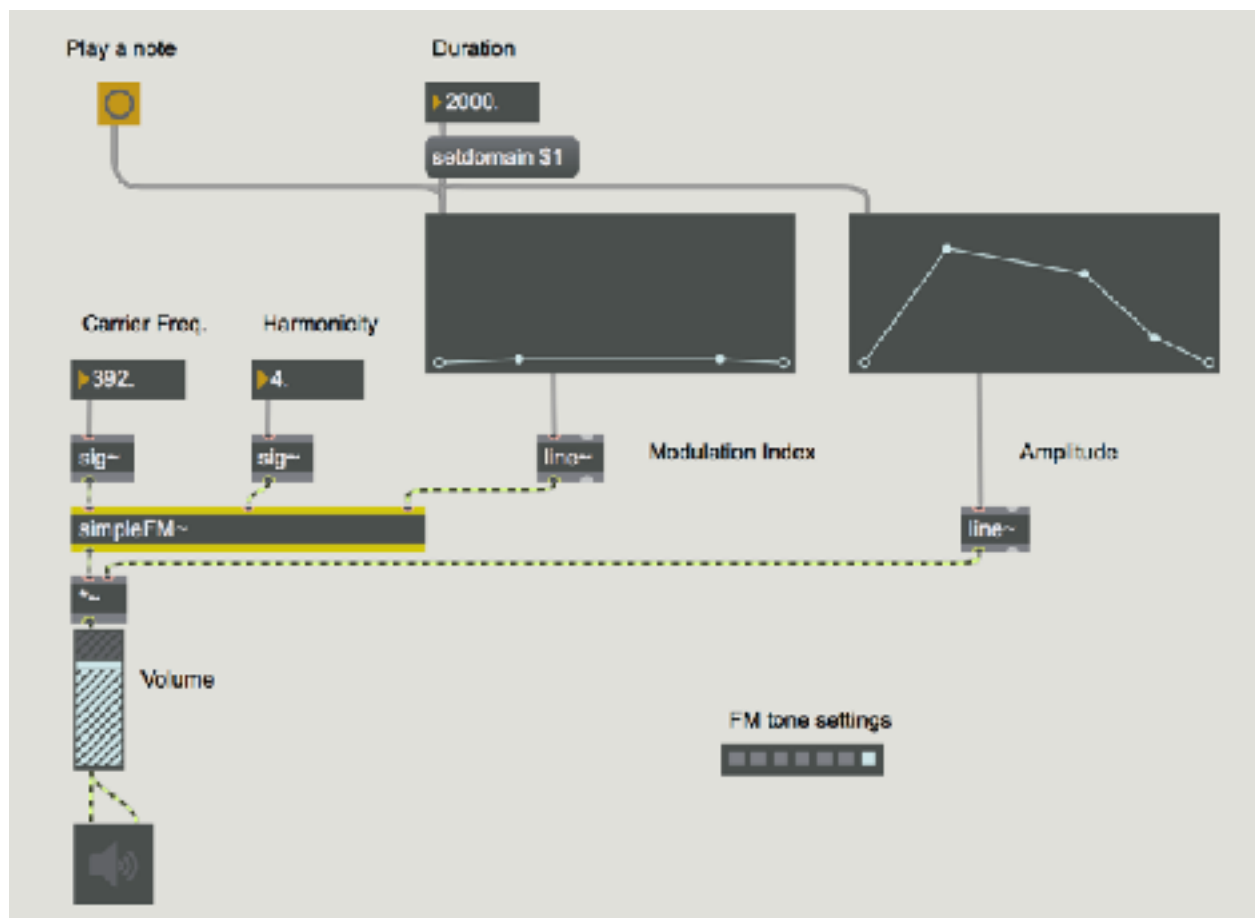 Play a note
Duration
2000.
setdomain $1
Carrier Freq.
Harmonicity
392.
4.
sig~
sig~
line~
Modulation Index
Amplitude
simpleFM~
line~
*~
Volume
FM tone settings